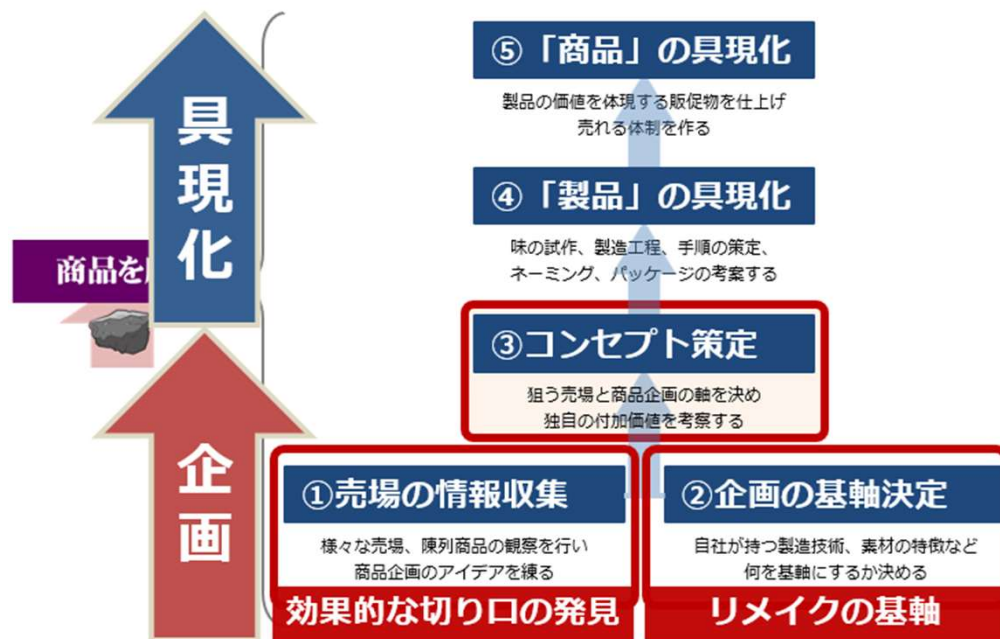 ⑤「商品」の具現化
製品の価値を体現する販促物を仕上げ
売れる体制を作る
具現化
④「製品」の具現化
味の試作、製造工程、手順の策定、
ネーミング、パッケージの考案する
商品を
③コンセプト策定
狙う売場と商品企画の軸を決め
独自の付加価値を考察する
企画
①売場の情報収集
様々な売場、陳列商品の観察を行い
商品企画のアイデアを練る
効果的な切り口の発見
②企画の基軸決定
自社が持つ製造技術、素材の特徴など
何を基軸にするか決める
リメイクの基軸